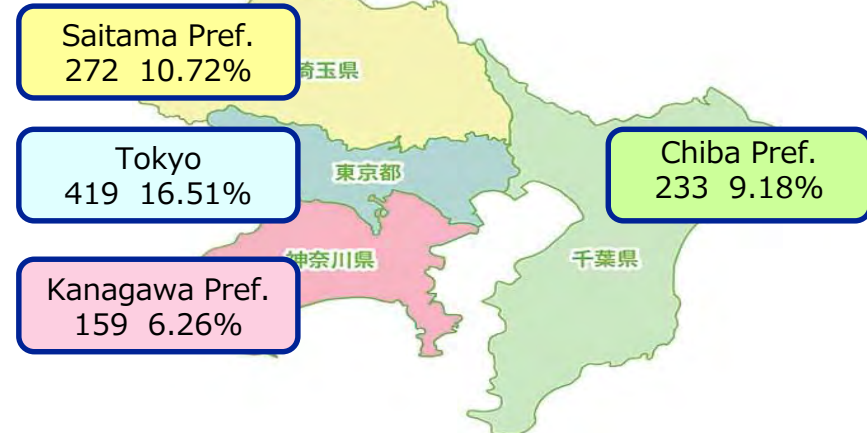 Saitama Pref.
272 10.72%
埼玉県
Tokyo
419 16.51%
東京都
Chiba Pref.
233 9.18%
Kanagawa Pref.
159 6.26%
神奈川県
千葉県